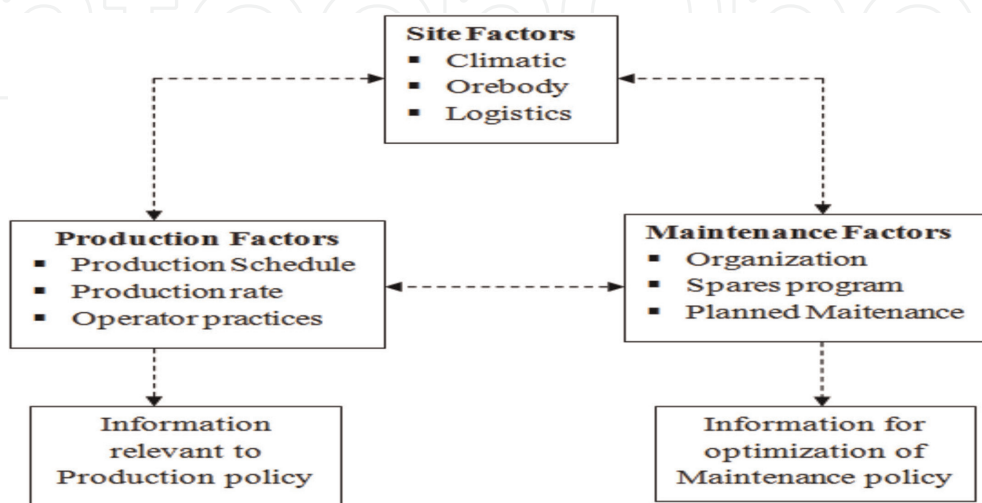 Site Factors
▪ Climatic
▪ Orebody
▪ Logistics
Production Factors
▪ Production Schedule
▪ Production rate
▪ Operator practices
Maintenance Factors
▪ Organization
▪ Spares program
▪ Planned Maitenance
Information
relevant to
Production policy
Information for
optimization of
Maintenance policy